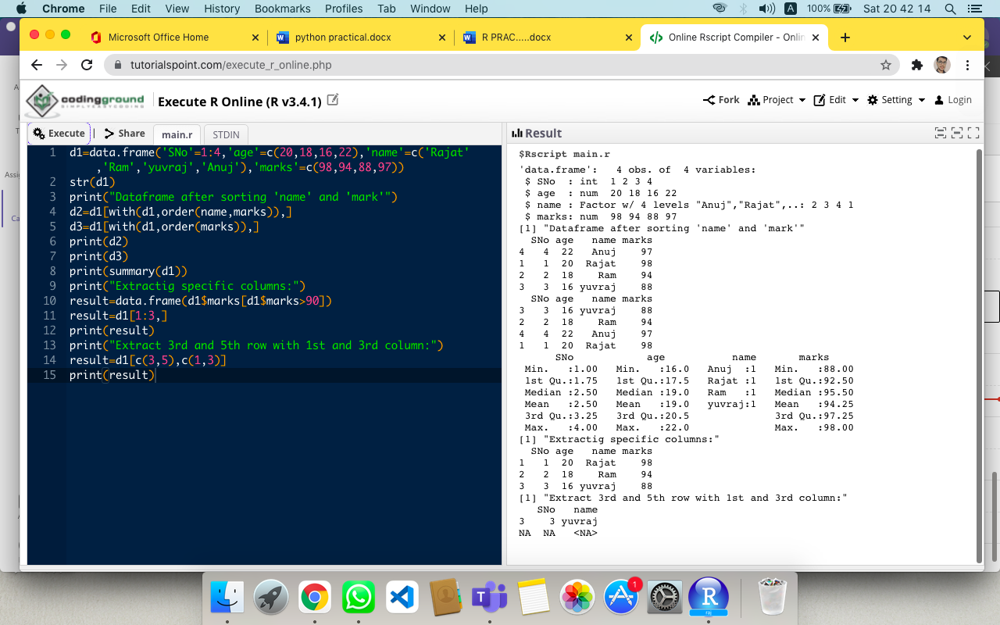 Chrome File Edit View History Bookmarks Profiles Tab Window Help A 100% Sat 20 42 14
Microsoft Office Home python practical.docx R PRAC.....docx Online Rscript Compiler - Onlin
tutorialspoint.com/execute_r_online.php
codingground
SIMPLYEASYCODING
Execute R Online (R v3.4.1)
Fork Project Edit Setting Login
Execute | Share main.r STDIN
1 d1=data.frame('SNo'=1:4,'age'=c(20,18,16,22),'name'=c('Rajat'
,'Ram','yuvraj','Anuj'),'marks'=c(98,94,88,97))
2 str(d1)
3 print("Dataframe after sorting 'name' and 'mark'")
4 d2=d1[with(d1,order(name,marks)),]
5 d3=d1[with(d1,order(marks)),]
6 print(d2)
7 print(d3)
8 print(summary(d1))
9 print("Extractig specific columns:")
10 result=data.frame(d1$marks[d1$marks>90])
11 result=d1[1:3,]
12 print(result)
13 print("Extract 3rd and 5th row with 1st and 3rd column:")
14 result=d1[c(3,5),c(1,3)]
15 print(result)
Result
$Rscript main.r
'data.frame':   4 obs. of  4 variables:
 $ SNo  : int  1 2 3 4
 $ age  : num  20 18 16 22
 $ name : Factor w/ 4 levels "Anuj","Rajat",..: 2 3 4 1
 $ marks: num  98 94 88 97
[1] "Dataframe after sorting 'name' and 'mark'"
  SNo age   name marks
4   4  22   Anuj    97
1   1  20  Rajat    98
2   2  18    Ram    94
3   3  16 yuvraj    88
  SNo age   name marks
3   3  16 yuvraj    88
2   2  18    Ram    94
4   4  22   Anuj    97
1   1  20  Rajat    98
      SNo            age           name       marks
 Min.   :1.00   Min.   :16.0   Anuj  :1   Min.   :88.00
 1st Qu.:1.75   1st Qu.:17.5   Rajat :1   1st Qu.:92.50
 Median :2.50   Median :19.0   Ram   :1   Median :95.50
 Mean   :2.50   Mean   :19.0   yuvraj:1   Mean   :94.25
 3rd Qu.:3.25   3rd Qu.:20.5              3rd Qu.:97.25
 Max.   :4.00   Max.   :22.0              Max.   :98.00
[1] "Extractig specific columns:"
  SNo age   name marks
1   1  20  Rajat    98
2   2  18    Ram    94
3   3  16 yuvraj    88
[1] "Extract 3rd and 5th row with 1st and 3rd column:"
   SNo   name
3    3 yuvraj
NA  NA   <NA>
1
R
raj